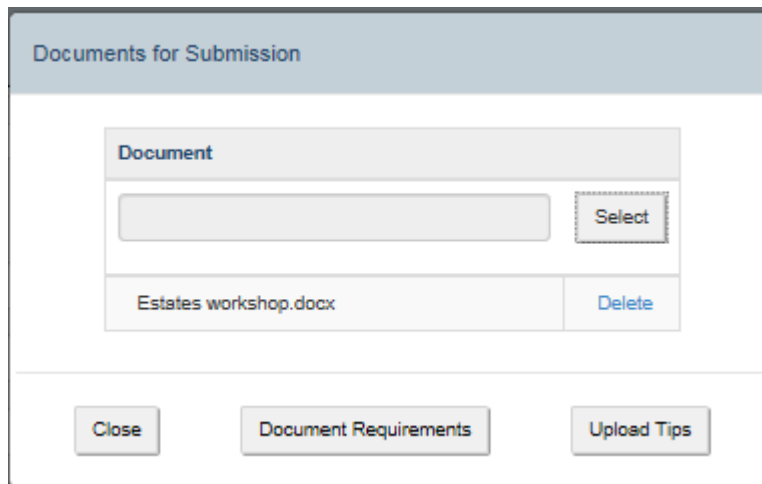 Documents for Submission
Document
Select
Estates workshop.docx Delete
Close Document Requirements Upload Tips